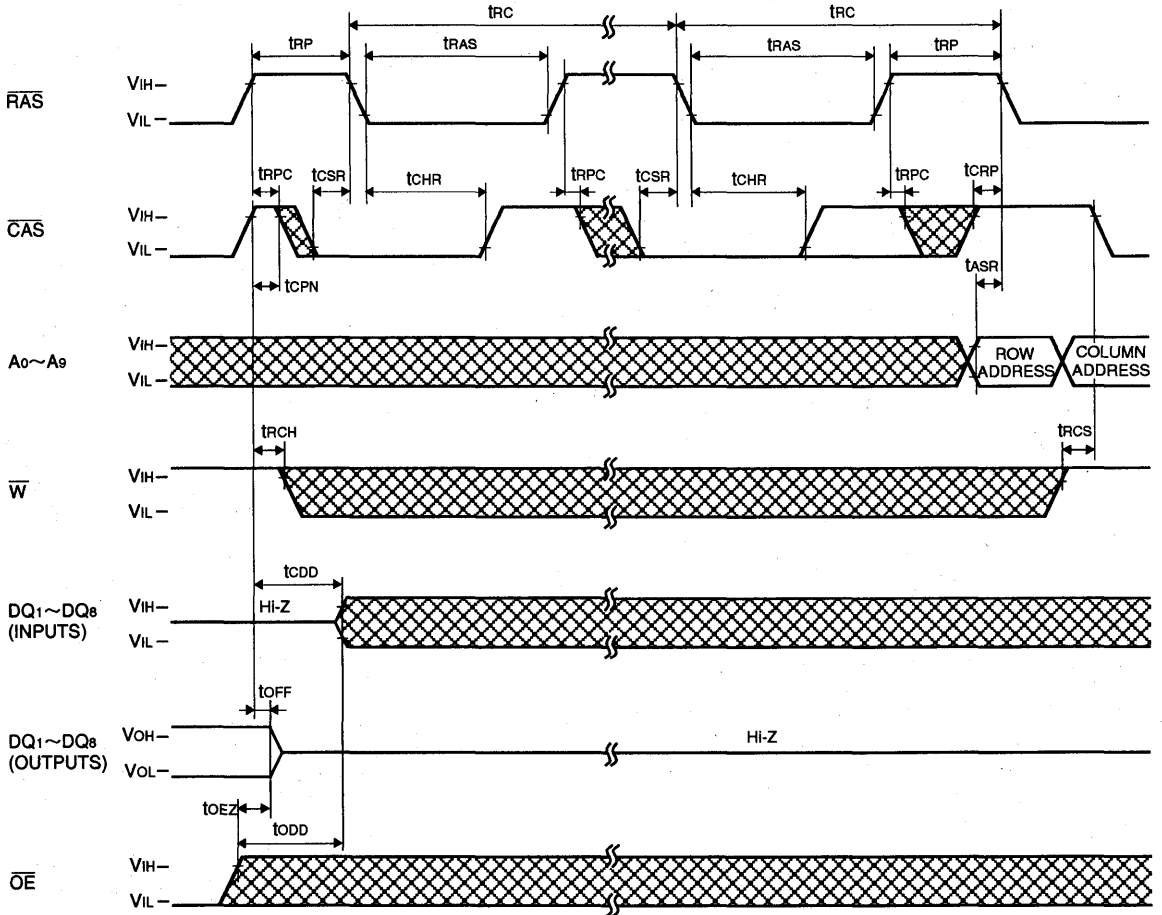 tRC tRC
tRP tRAS tRAS tRP
RAS
VIH
VIL
tRPC tCSR tCHR tRPC tCSR tCHR tRPC tCRP
CAS
VIH
VIL
tCPN tASR
A0~A9
VIH
VIL
ROW ADDRESS
COLUMN ADDRESS
tRCH tRCS
W
VIH
VIL
tCDD
DQ1~DQ8
(INPUTS)
VIH
VIL
Hi-Z
tOFF
DQ1~DQ8
(OUTPUTS)
VOH
VOL
Hi-Z
tOEZ tODD
OE
VIH
VIL